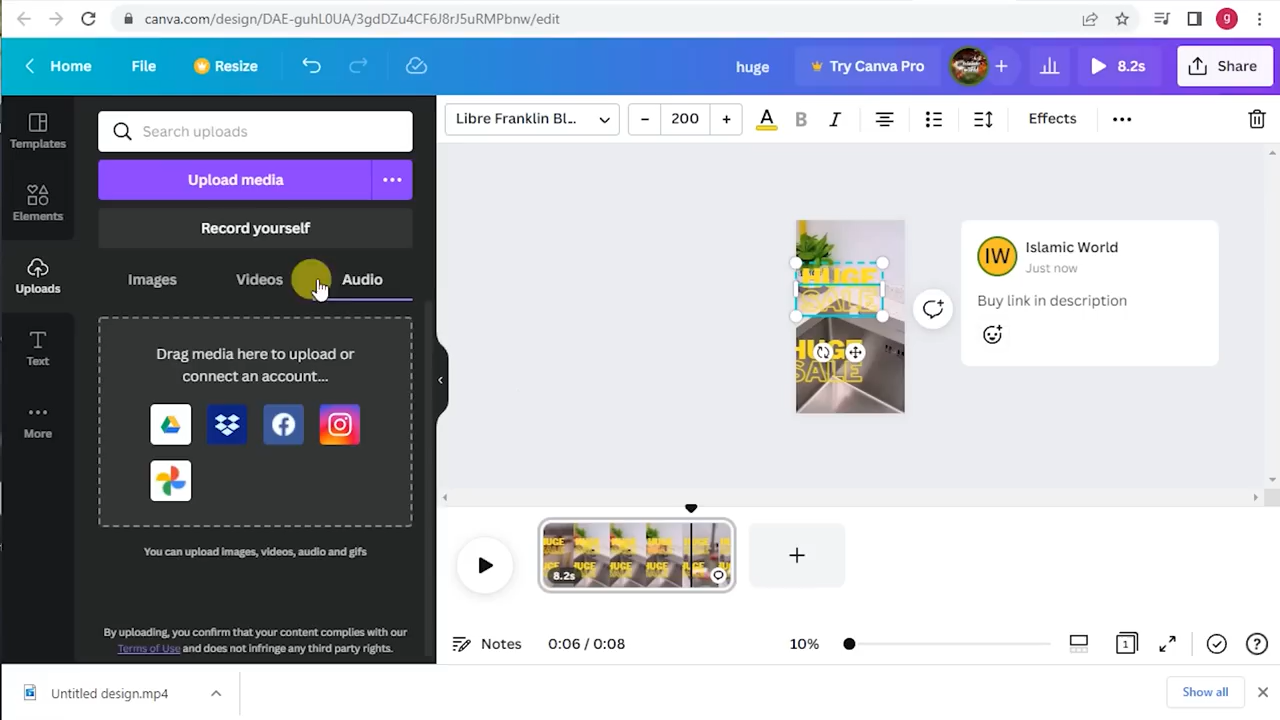 canva.com/design/DAE-guhL0UA/3gdDZu4CF6J8rJ5uRMPbnw/edit
g
Home File Resize huge Try Canva Pro 8.2s Share
Templates
Elements
Uploads
Text
More
Search uploads
Upload media
Record yourself
Images Videos Audio
Drag media here to upload or
connect an account...
You can upload images, videos, audio and gifs
By uploading, you confirm that your content complies with our
Terms of Use and does not infringe any third party rights.
Libre Franklin Bl... - 200 + A B I Effects
HUGE
SALE
HUGE
SALE
IW
Islamic World
Just now
Buy link in description
8.2s
Notes 0:06 / 0:08 10% 1
Untitled design.mp4
Show all